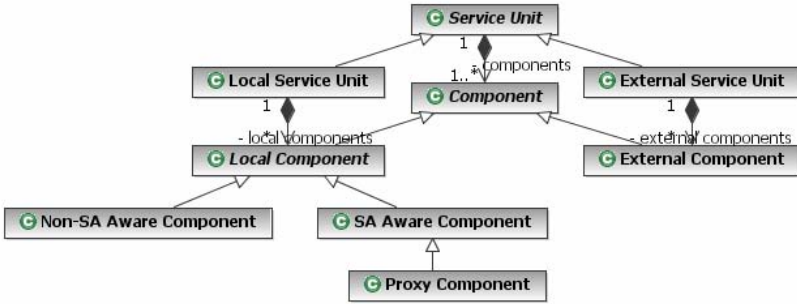 Service Unit
1
- components
1..*
Local Service Unit
Component
External Service Unit
1
1
- local components
*
- external components
*
Local Component
External Component
Non-SA Aware Component
SA Aware Component
Proxy Component